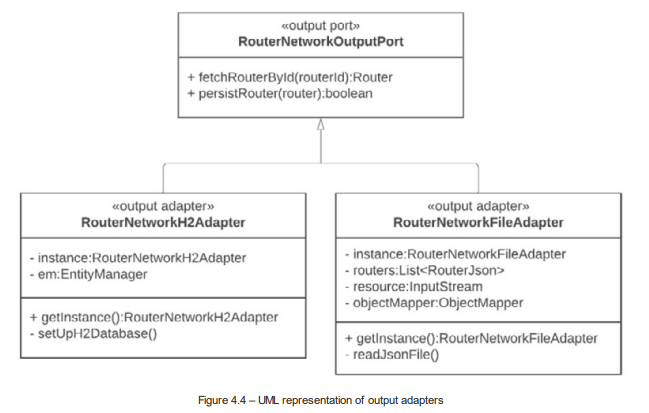 «output port»
RouterNetworkOutputPort
+ fetchRouterById(routerId):Router
+ persistRouter(router):boolean
«output adapter»
RouterNetworkH2Adapter
- instance:RouterNetworkH2Adapter
- em:EntityManager
+ getInstance():RouterNetworkH2Adapter
- setUpH2Database()
«output adapter»
RouterNetworkFileAdapter
- instance:RouterNetworkFileAdapter
- routers:List<RouterJson>
- resource:InputStream
- objectMapper:ObjectMapper
+ getInstance():RouterNetworkFileAdapter
- readJsonFile()
Figure 4.4 – UML representation of output adapters